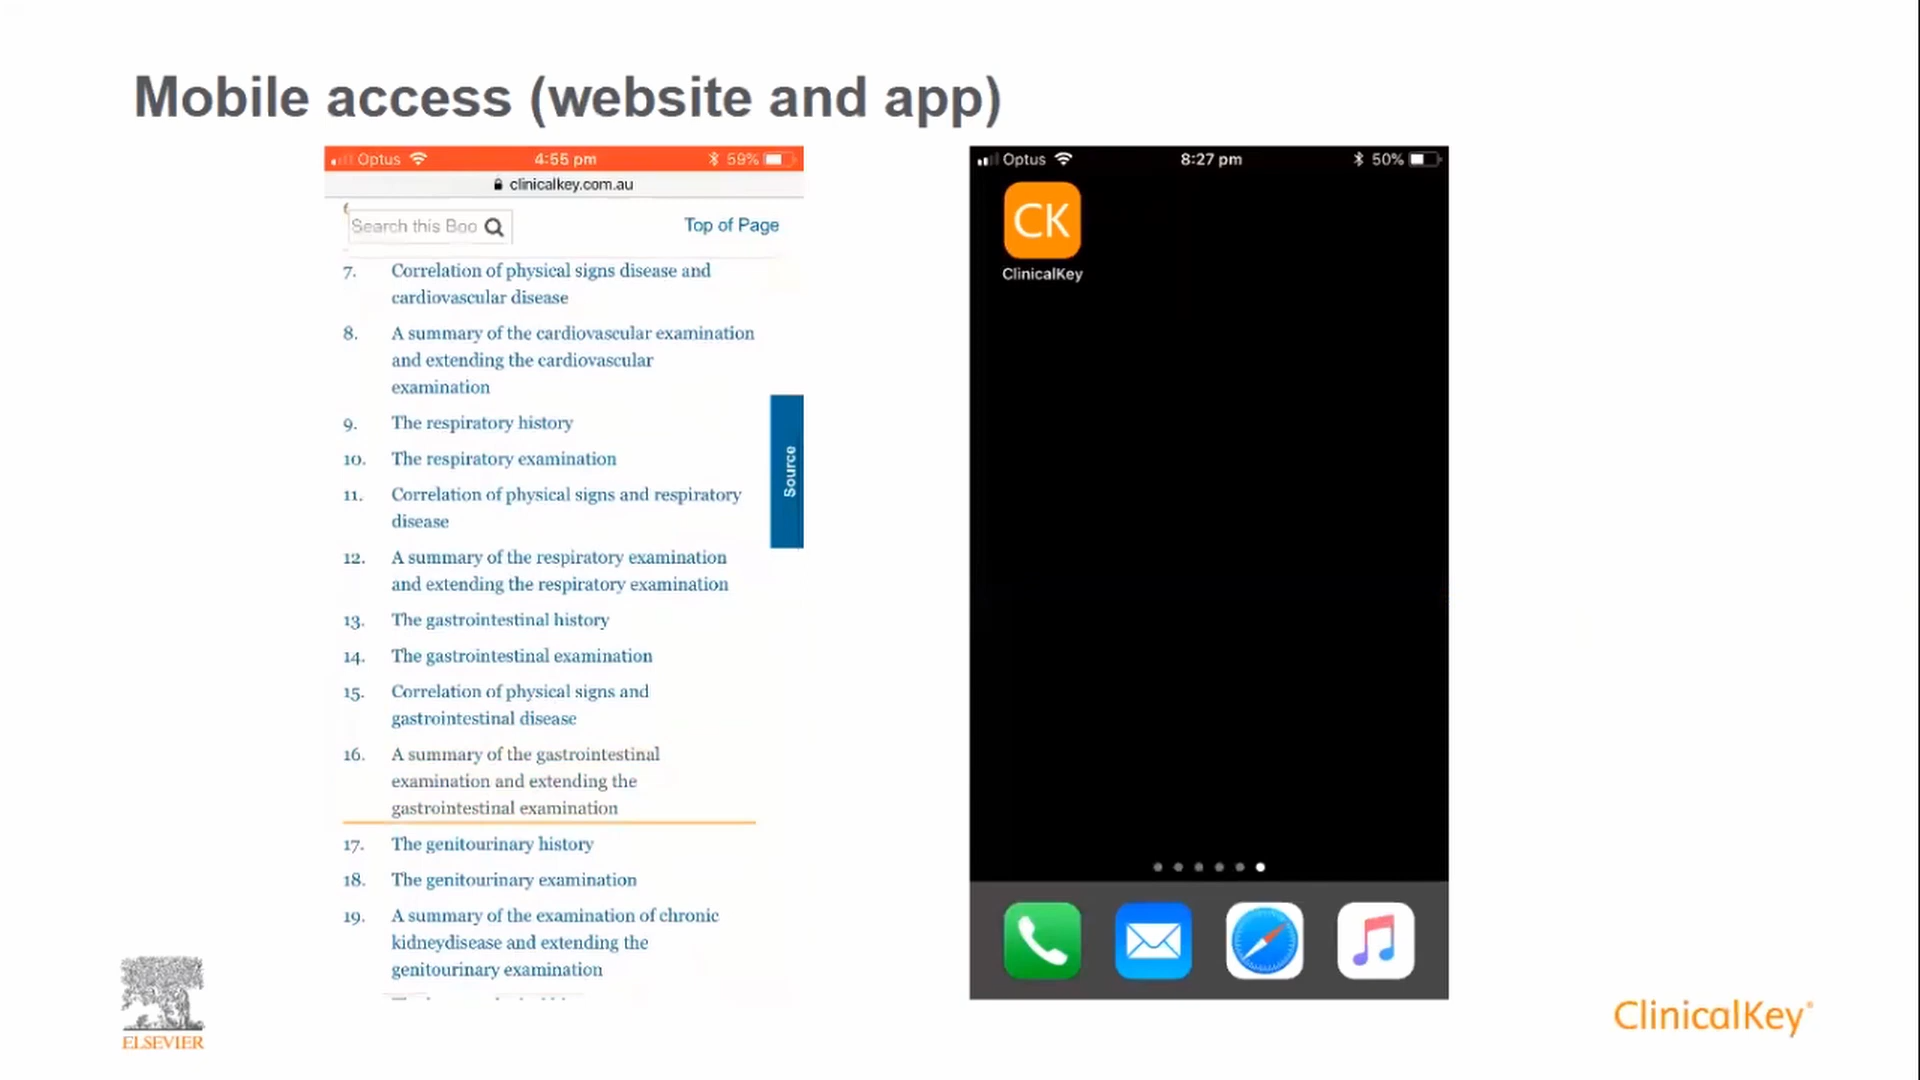 Mobile access (website and app)
Optus 4:55 pm 59%
clinicalkey.com.au
Search this Boo
Top of Page
7. Correlation of physical signs disease and
cardiovascular disease
8. A summary of the cardiovascular examination
and extending the cardiovascular
examination
9. The respiratory history
10. The respiratory examination
11. Correlation of physical signs and respiratory
disease
12. A summary of the respiratory examination
and extending the respiratory examination
13. The gastrointestinal history
14. The gastrointestinal examination
15. Correlation of physical signs and
gastrointestinal disease
16. A summary of the gastrointestinal
examination and extending the
gastrointestinal examination
17. The genitourinary history
18. The genitourinary examination
19. A summary of the examination of chronic
kidneydisease and extending the
genitourinary examination
Source
Optus 8:27 pm 50%
CK
ClinicalKey
ELSEVIER
ClinicalKey®